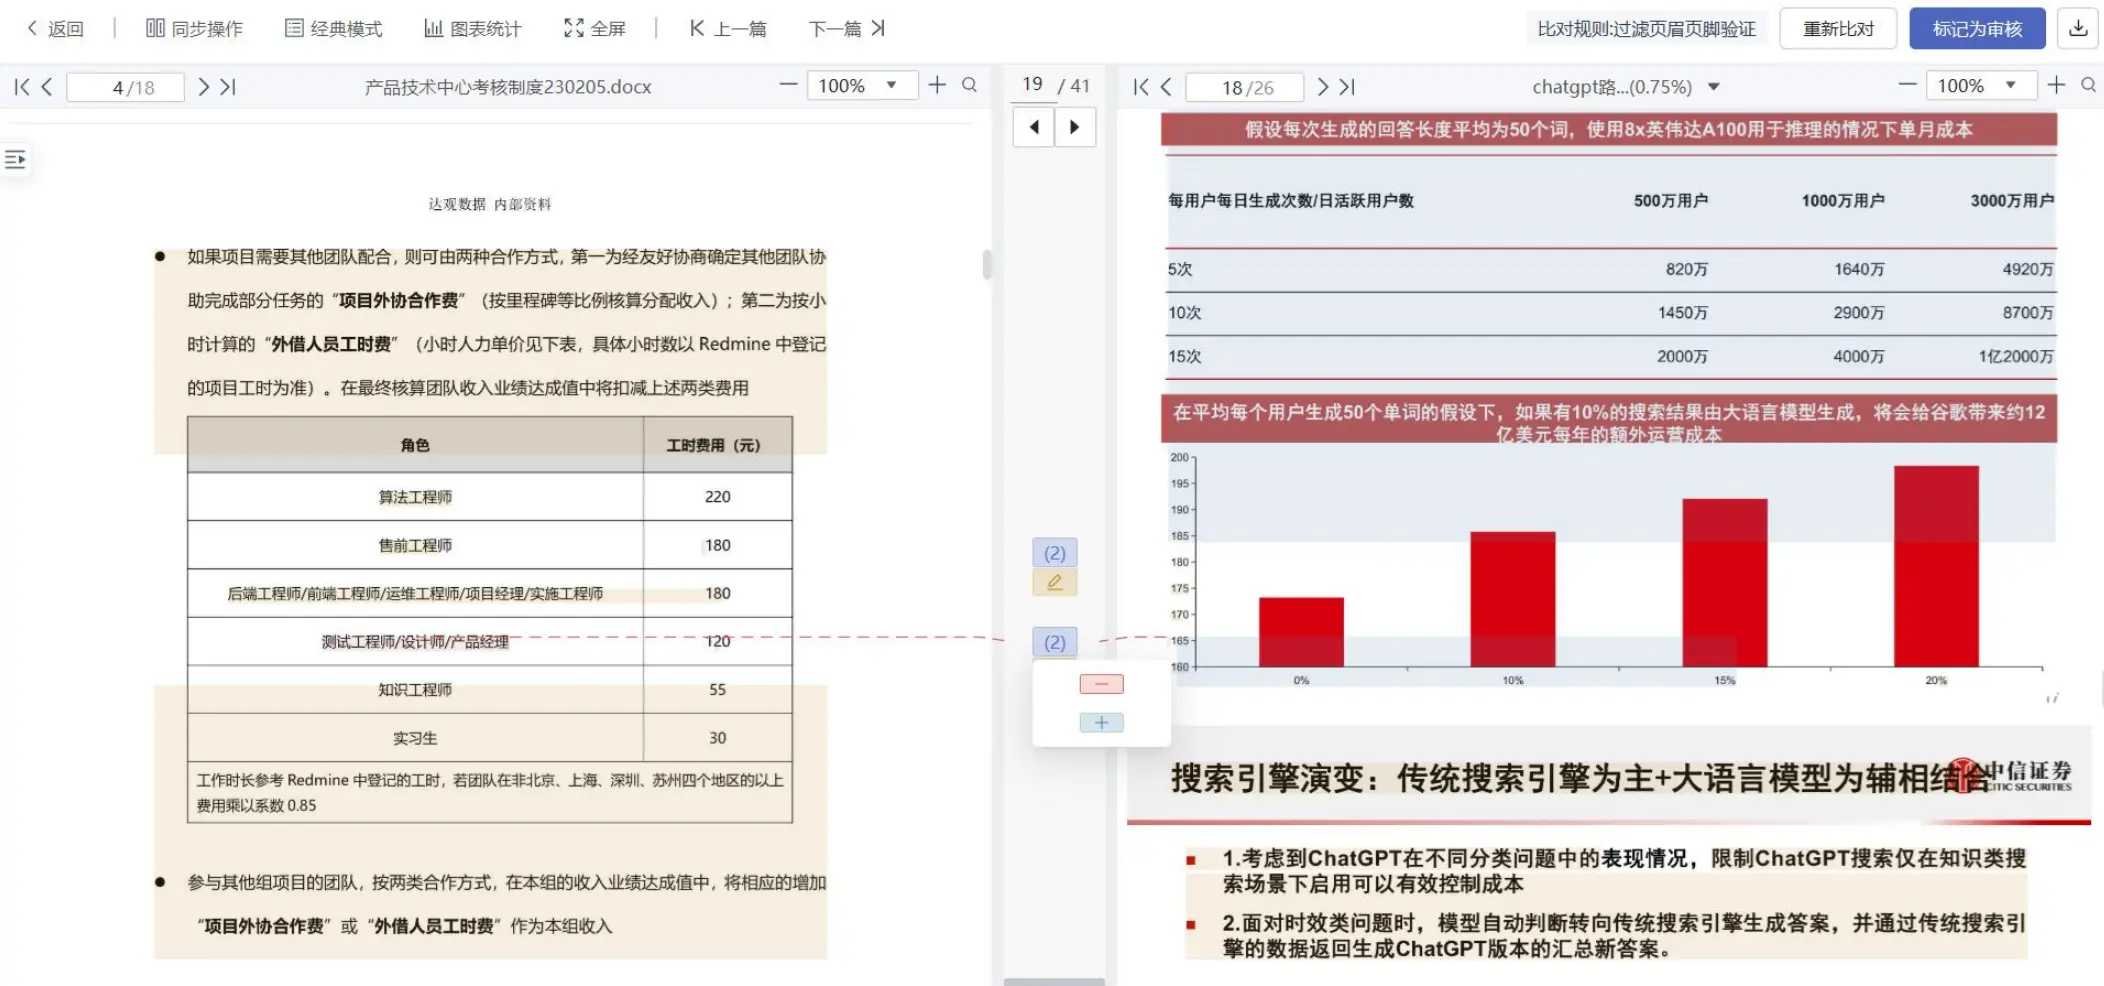 返回
同步操作
经典模式
图表统计
全屏
上一篇
下一篇
比对规则:过滤页眉页脚验证
重新比对
标记为审核
4/18
产品技术中心考核制度230205.docx
100%
19 / 41
18/26
chatgpt路...(0.75%)
100%
达观数据 内部资料
● 如果项目需要其他团队配合，则可由两种合作方式，第一为经友好协商确定其他团队协
助完成部分任务的“项目外协合作费”（按里程碑等比例核算分配收入）；第二为按小
时计算的“外借人员工时费”（小时人力单价见下表，具体小时数以 Redmine 中登记
的项目工时为准）。在最终核算团队收入业绩达成值中将扣减上述两类费用
角色 工时费用（元）
算法工程师 220
售前工程师 180
后端工程师/前端工程师/运维工程师/项目经理/实施工程师 180
测试工程师/设计师/产品经理 120
知识工程师 55
实习生 30
工作时长参考 Redmine 中登记的工时，若团队在非北京、上海、深圳、苏州四个地区的以上
费用乘以系数 0.85
● 参与其他组项目的团队，按两类合作方式，在本组的收入业绩达成值中，将相应的增加
“项目外协合作费”或“外借人员工时费”作为本组收入
(2)
(2)
假设每次生成的回答长度平均为50个词，使用8x英伟达A100用于推理的情况下单月成本
每用户每日生成次数/日活跃用户数 500万用户 1000万用户 3000万用户
5次 820万 1640万 4920万
10次 1450万 2900万 8700万
15次 2000万 4000万 1亿2000万
在平均每个用户生成50个单词的假设下，如果有10%的搜索结果由大语言模型生成，将会给谷歌带来约12
亿美元每年的额外运营成本
200
195
190
185
180
175
170
165
160
0% 10% 15% 20%
搜索引擎演变：传统搜索引擎为主+大语言模型为辅相结合
中信证券
CITIC SECURITIES
1.考虑到ChatGPT在不同分类问题中的表现情况，限制ChatGPT搜索仅在知识类搜
索场景下启用可以有效控制成本
2.面对时效类问题时，模型自动判断转向传统搜索引擎生成答案，并通过传统搜索引
擎的数据返回生成ChatGPT版本的汇总新答案。